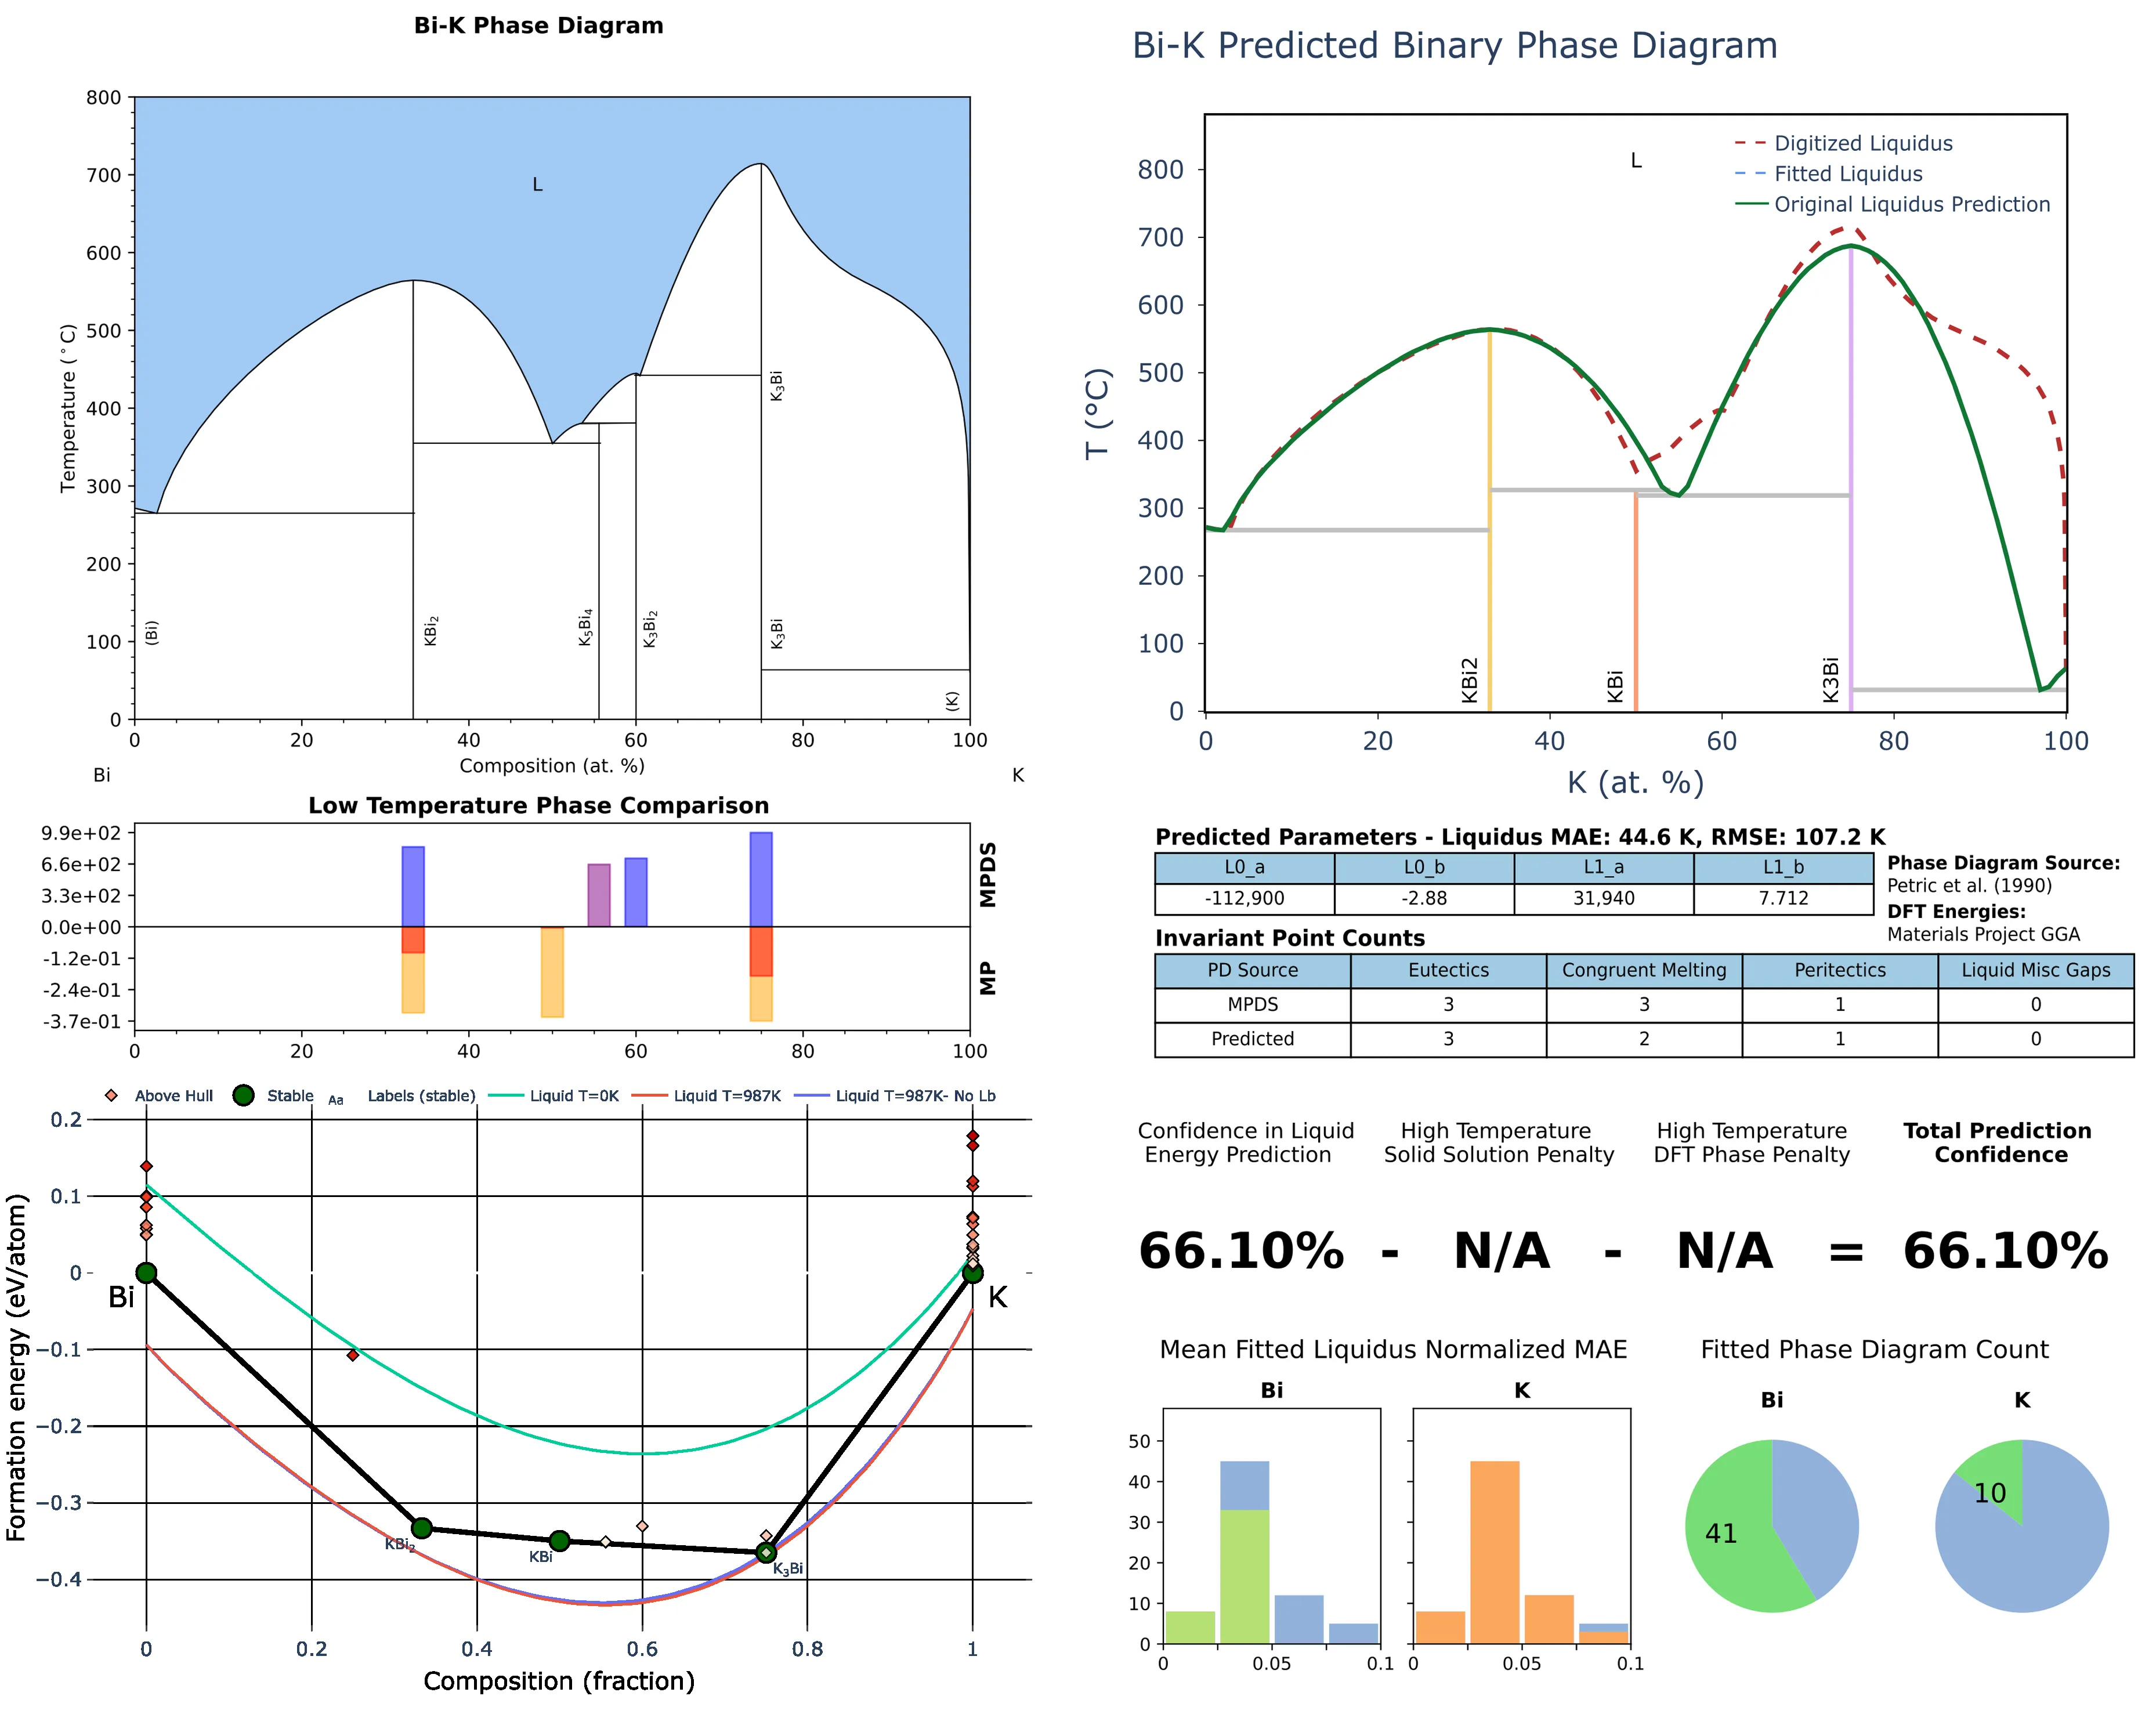 Bi-K Phase Diagram
800
700
600
500
400
300
200
100
0
Temperature (°C)
L
(Bi)
KBi2
K5Bi4
K3Bi2
K3Bi
K3Bi
(K)
0 20 40 60 80 100
Composition (at. %)
Bi K
Low Temperature Phase Comparison
9.9e+02
6.6e+02
3.3e+02
0.0e+00
-1.2e-01
-2.4e-01
-3.7e-01
MPDS
MP
0 20 40 60 80 100
Above Hull Stable Aa Labels (stable) Liquid T=0K Liquid T=987K Liquid T=987K- No Lb
0.2
0.1
0
−0.1
−0.2
−0.3
−0.4
Formation energy (eV/atom)
Bi
K
KBi2
KBi
K3Bi
0 0.2 0.4 0.6 0.8 1
Composition (fraction)
Bi-K Predicted Binary Phase Diagram
L
Digitized Liquidus
Fitted Liquidus
Original Liquidus Prediction
800
700
600
500
400
300
200
100
0
T (°C)
KBi2
KBi
K3Bi
0 20 40 60 80 100
K (at. %)
Predicted Parameters - Liquidus MAE: 44.6 K, RMSE: 107.2 K
L0_a L0_b L1_a L1_b
-112,900 -2.88 31,940 7.712
Phase Diagram Source:
Petric et al. (1990)
DFT Energies:
Materials Project GGA
Invariant Point Counts
PD Source Eutectics Congruent Melting Peritectics Liquid Misc Gaps
MPDS 3 3 1 0
Predicted 3 2 1 0
Confidence in Liquid
Energy Prediction
High Temperature
Solid Solution Penalty
High Temperature
DFT Phase Penalty
Total Prediction
Confidence
66.10% - N/A - N/A = 66.10%
Mean Fitted Liquidus Normalized MAE
Bi
K
50
40
30
20
10
0
0 0.05 0.1
0 0.05 0.1
Fitted Phase Diagram Count
Bi
K
41
10